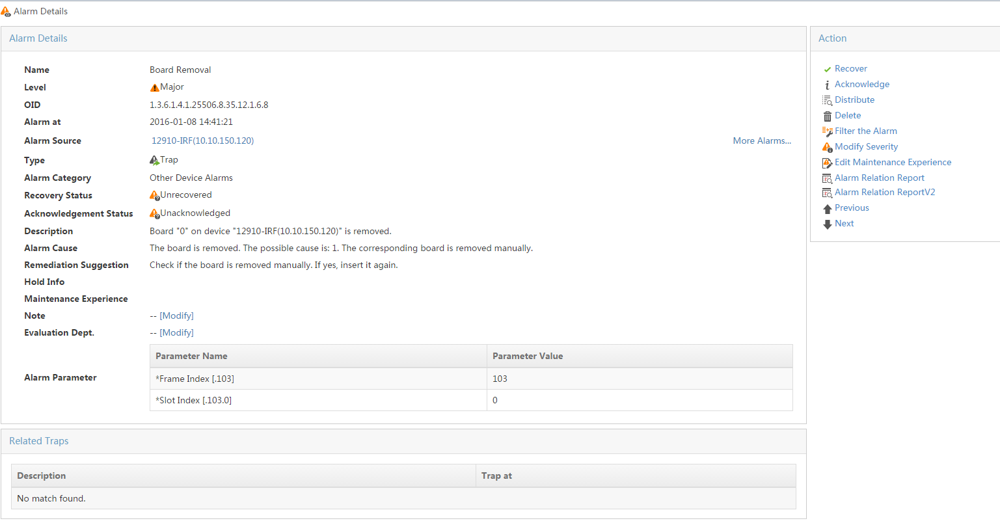 Alarm Details
Alarm Details
Name Board Removal
Level Major
OID 1.3.6.1.4.1.25506.8.35.12.1.6.8
Alarm at 2016-01-08 14:41:21
Alarm Source 12910-IRF(10.10.150.120) More Alarms...
Type Trap
Alarm Category Other Device Alarms
Recovery Status Unrecovered
Acknowledgement Status Unacknowledged
Description Board "0" on device "12910-IRF(10.10.150.120)" is removed.
Alarm Cause The board is removed. The possible cause is: 1. The corresponding board is removed manually.
Remediation Suggestion Check if the board is removed manually. If yes, insert it again.
Hold Info
Maintenance Experience
Note -- [Modify]
Evaluation Dept. -- [Modify]
Parameter Name Parameter Value
Alarm Parameter
*Frame Index [.103] 103
*Slot Index [.103.0] 0
Related Traps
Description Trap at
No match found.
Action
Recover
Acknowledge
Distribute
Delete
Filter the Alarm
Modify Severity
Edit Maintenance Experience
Alarm Relation Report
Alarm Relation ReportV2
Previous
Next